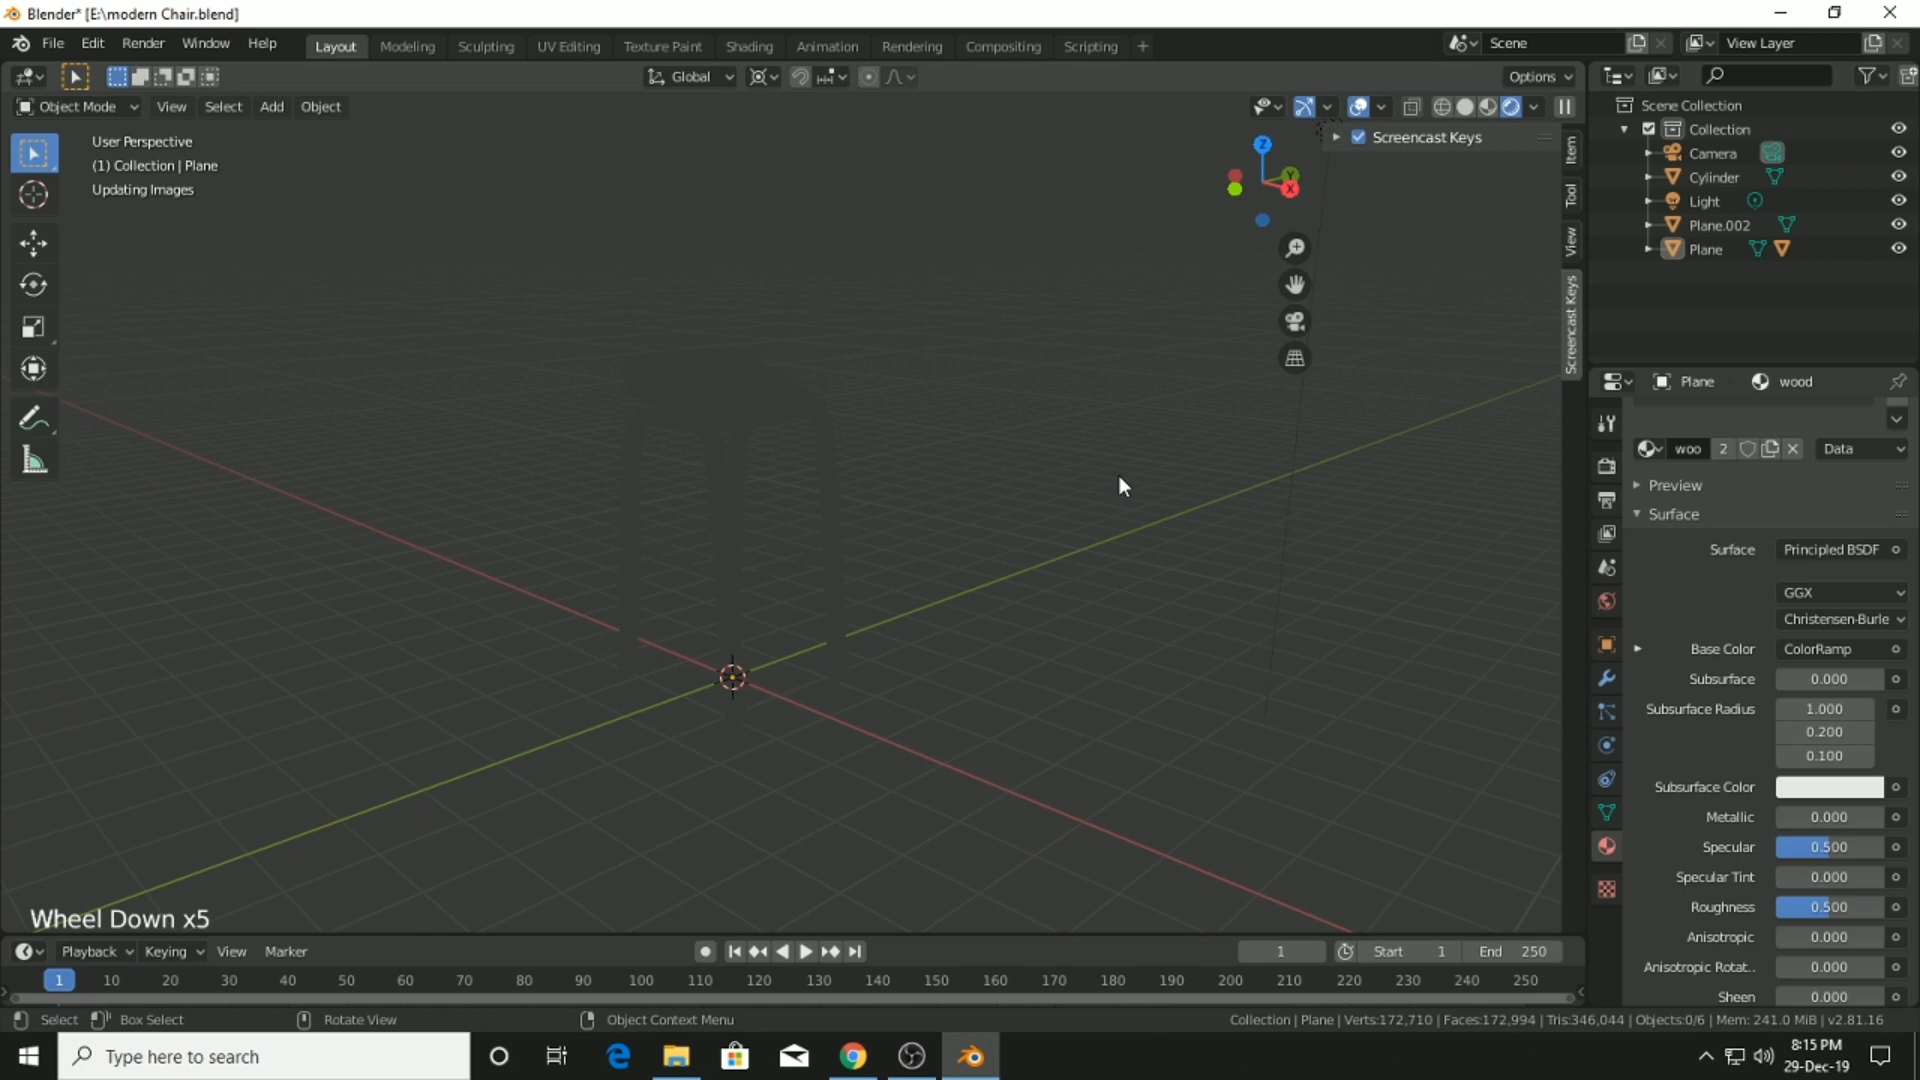 Blender* [E:\modern Chair.blend]
File Edit Render Window Help
Layout Modeling Sculpting UV Editing Texture Paint Shading Animation Rendering Compositing Scripting +
Scene
View Layer
Global
Options
Object Mode View Select Add Object
User Perspective
(1) Collection | Plane
Updating Images
Z
Y
X
Screencast Keys
Item
Tool
View
Screencast Keys
Scene Collection
Collection
Camera
Cylinder
Light
Plane.002
Plane
Plane wood
woo 2 Data
Preview
Surface
Surface Principled BSDF
GGX
Christensen-Burle
Base Color ColorRamp
Subsurface 0.000
Subsurface Radius 1.000
0.200
0.100
Subsurface Color
Metallic 0.000
Specular 0.500
Specular Tint 0.000
Roughness 0.500
Anisotropic 0.000
Anisotropic Rotat.. 0.000
Sheen 0.000
Wheel Down x5
Playback Keying View Marker
1 Start 1 End 250
1 10 20 30 40 50 60 70 80 90 100 110 120 130 140 150 160 170 180 190 200 210 220 230 240 250
Select Box Select Rotate View Object Context Menu
Collection | Plane | Verts:172,710 | Faces:172,994 | Tris:346,044 | Objects:0/6 | Mem: 241.0 MiB | v2.81.16
Type here to search
8:15 PM
29-Dec-19